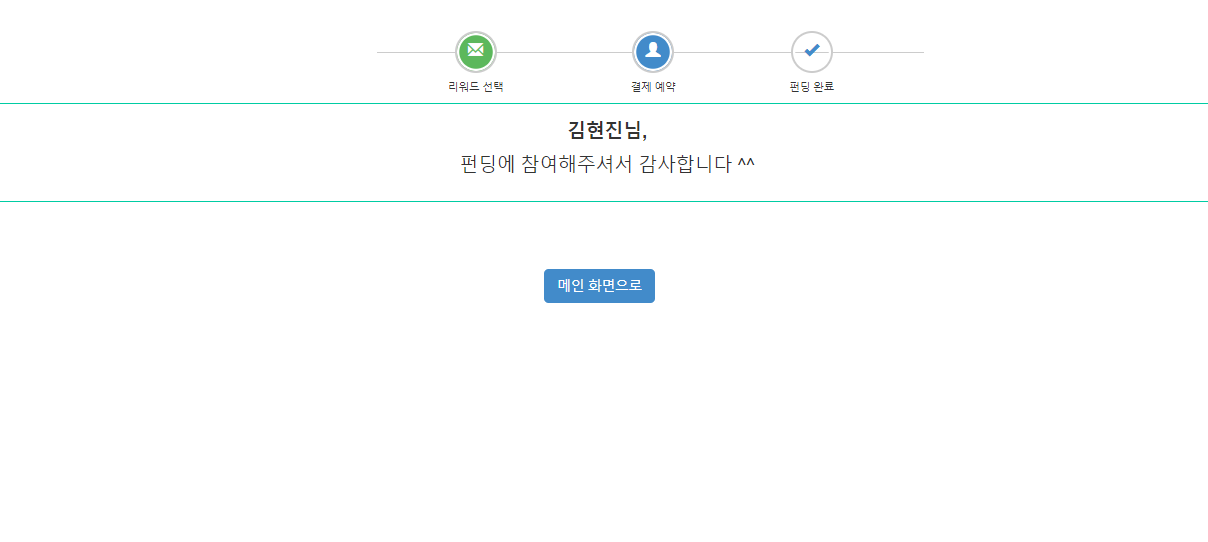 리워드 선택 결제 예약 펀딩 완료
김현진님,
펀딩에 참여해주셔서 감사합니다 ^^
메인 화면으로